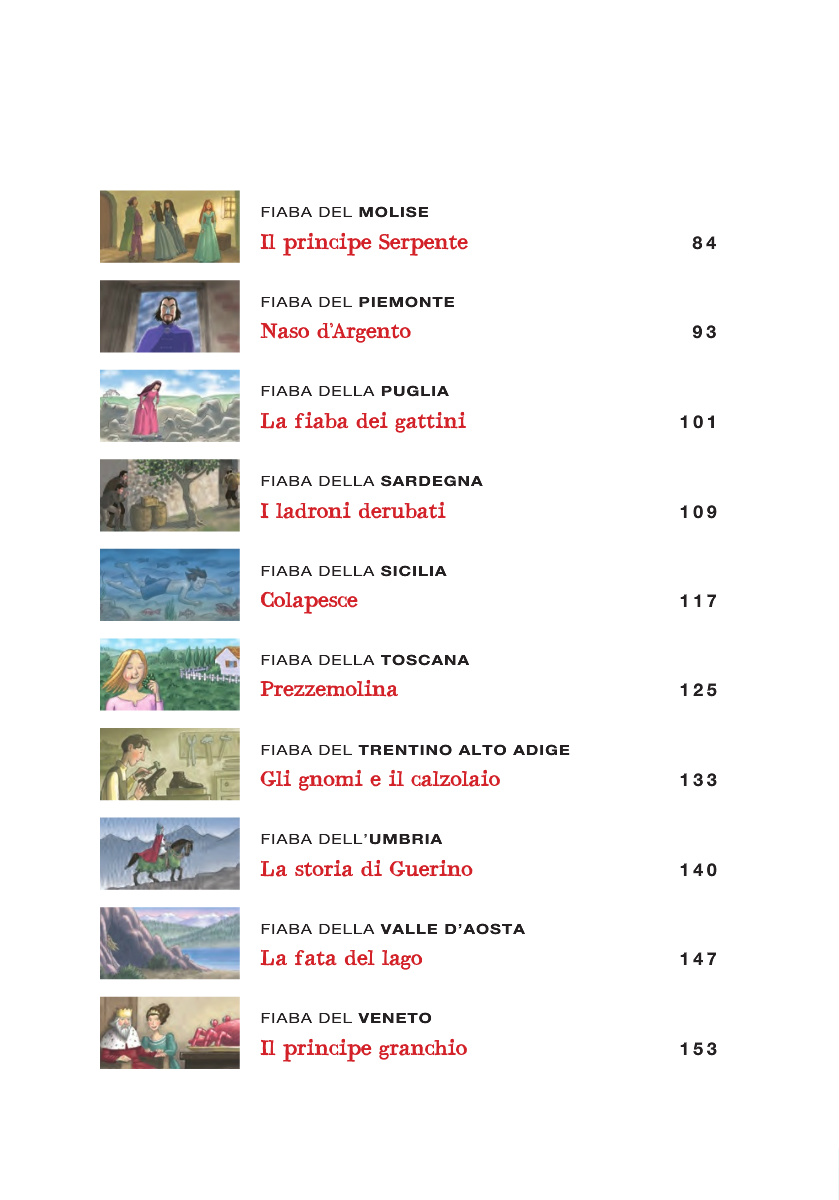 FIABA DEL MOLISE
Il principe Serpente 84
FIABA DEL PIEMONTE
Naso d'Argento 93
FIABA DELLA PUGLIA
La fiaba dei gattini 101
FIABA DELLA SARDEGNA
I ladroni derubati 109
FIABA DELLA SICILIA
Colapesce 117
FIABA DELLA TOSCANA
Prezzemolina 125
FIABA DEL TRENTINO ALTO ADIGE
Gli gnomi e il calzolaio 133
FIABA DELL'UMBRIA
La storia di Guerino 140
FIABA DELLA VALLE D'AOSTA
La fata del lago 147
FIABA DEL VENETO
Il principe granchio 153